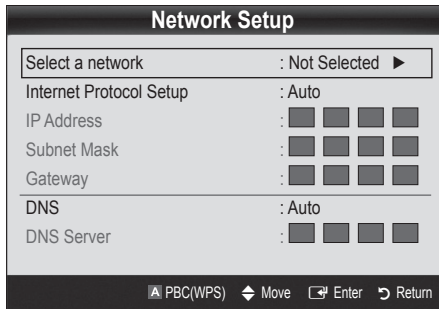 Network Setup
Select a network : Not Selected ▶
Internet Protocol Setup : Auto
IP Address :
Subnet Mask :
Gateway :
DNS : Auto
DNS Server :
A PBC(WPS) Move Enter Return